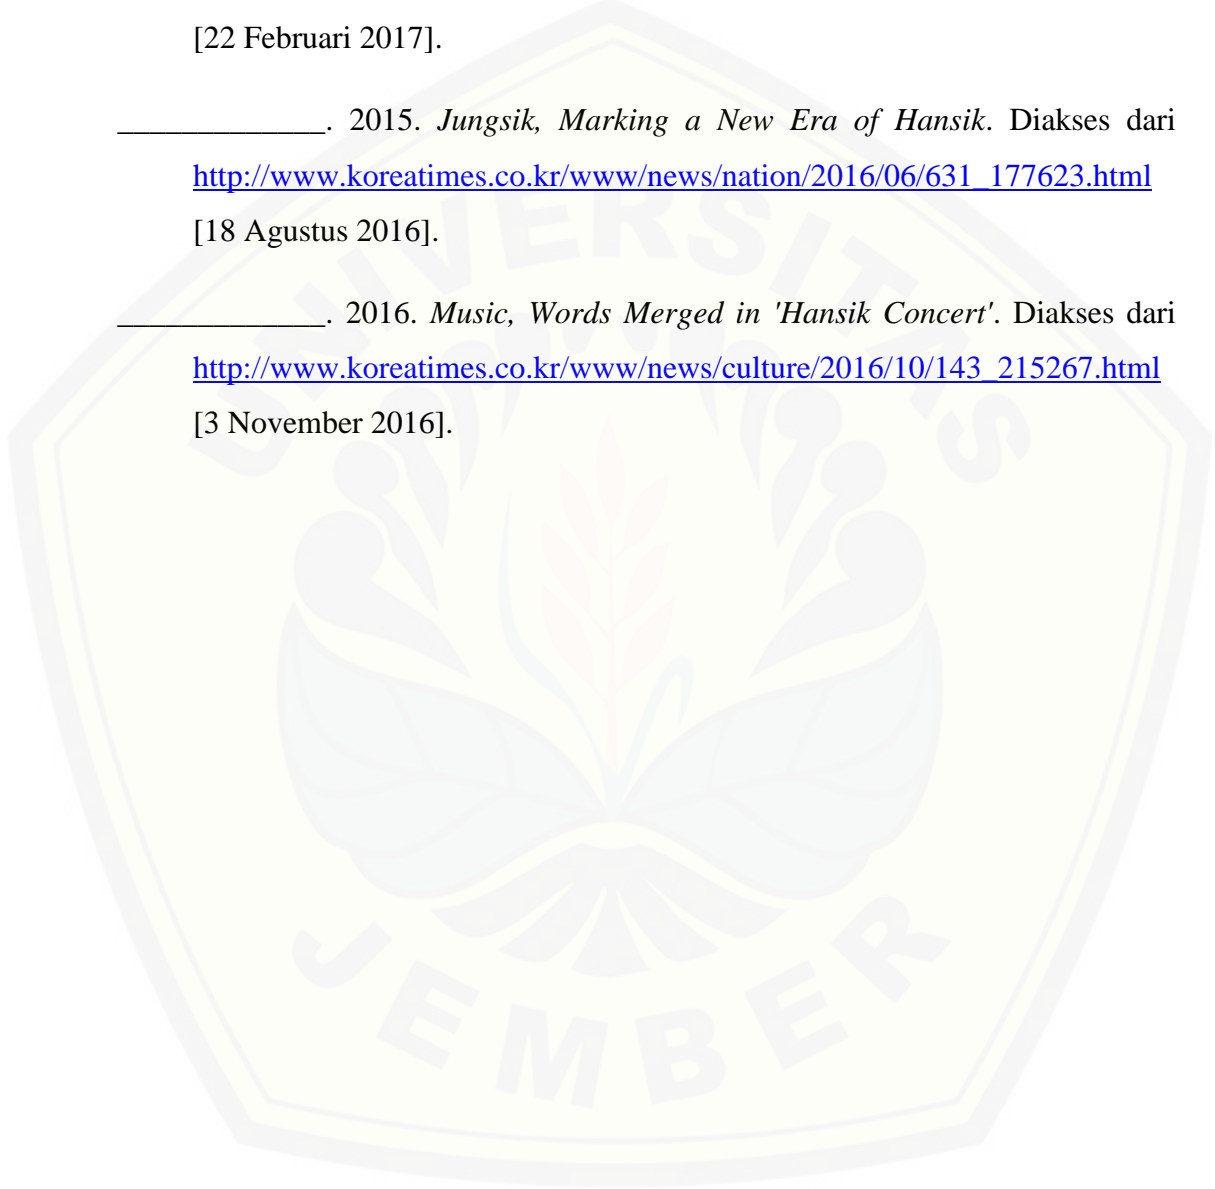 [22 Februari 2017].
_____________. 2015. Jungsik, Marking a New Era of Hansik. Diakses dari
http://www.koreatimes.co.kr/www/news/nation/2016/06/631_177623.html
[18 Agustus 2016].
_____________. 2016. Music, Words Merged in 'Hansik Concert'. Diakses dari
http://www.koreatimes.co.kr/www/news/culture/2016/10/143_215267.html
[3 November 2016].
UNIVERSITAS
JEMBER